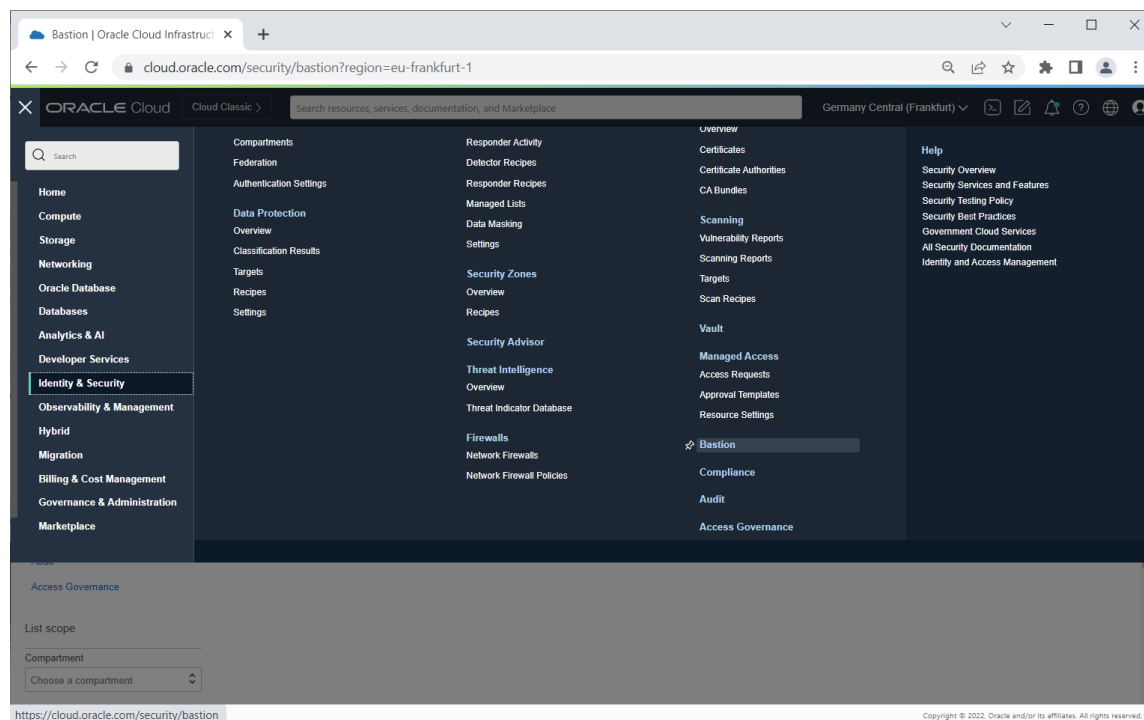 Bastion | Oracle Cloud Infrastruct
cloud.oracle.com/security/bastion?region=eu-frankfurt-1
ORACLE Cloud
Cloud Classic >
Search resources, services, documentation, and Marketplace
Germany Central (Frankfurt)
Search
Home
Compute
Storage
Networking
Oracle Database
Databases
Analytics & AI
Developer Services
Identity & Security
Observability & Management
Hybrid
Migration
Billing & Cost Management
Governance & Administration
Marketplace
Compartments
Federation
Authentication Settings
Data Protection
Overview
Classification Results
Targets
Recipes
Settings
Responder Activity
Detector Recipes
Responder Recipes
Managed Lists
Data Masking
Settings
Security Zones
Overview
Recipes
Security Advisor
Threat Intelligence
Overview
Threat Indicator Database
Firewalls
Network Firewalls
Network Firewall Policies
Overview
Certificates
Certificate Authorities
CA Bundles
Scanning
Vulnerability Reports
Scanning Reports
Targets
Scan Recipes
Vault
Managed Access
Access Requests
Approval Templates
Resource Settings
Bastion
Compliance
Audit
Access Governance
Help
Security Overview
Security Services and Features
Security Testing Policy
Security Best Practices
Government Cloud Services
All Security Documentation
Identity and Access Management
Audit
Access Governance
List scope
Compartment
Choose a compartment
https://cloud.oracle.com/security/bastion
Copyright © 2022, Oracle and/or its affiliates. All rights reserved.